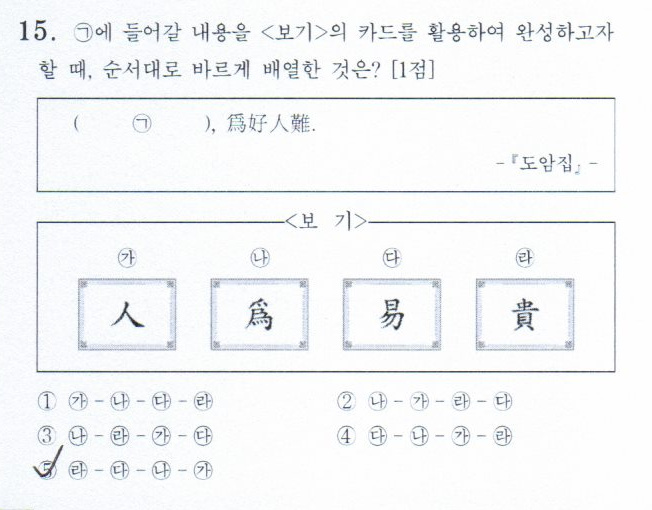 15. ㉠에 들어갈 내용을 <보기>의 카드를 활용하여 완성하고자
할 때, 순서대로 바르게 배열한 것은? [1점]
( ㉠ ), 爲好人難.
-『도암집』-
<보 기>
㉮ ㉯ ㉰ ㉱
人 爲 易 貴
① ㉮-㉯-㉰-㉱ ② ㉯-㉮-㉱-㉰
③ ㉯-㉱-㉮-㉰ ④ ㉰-㉯-㉮-㉱
⑤ ㉱-㉰-㉯-㉮